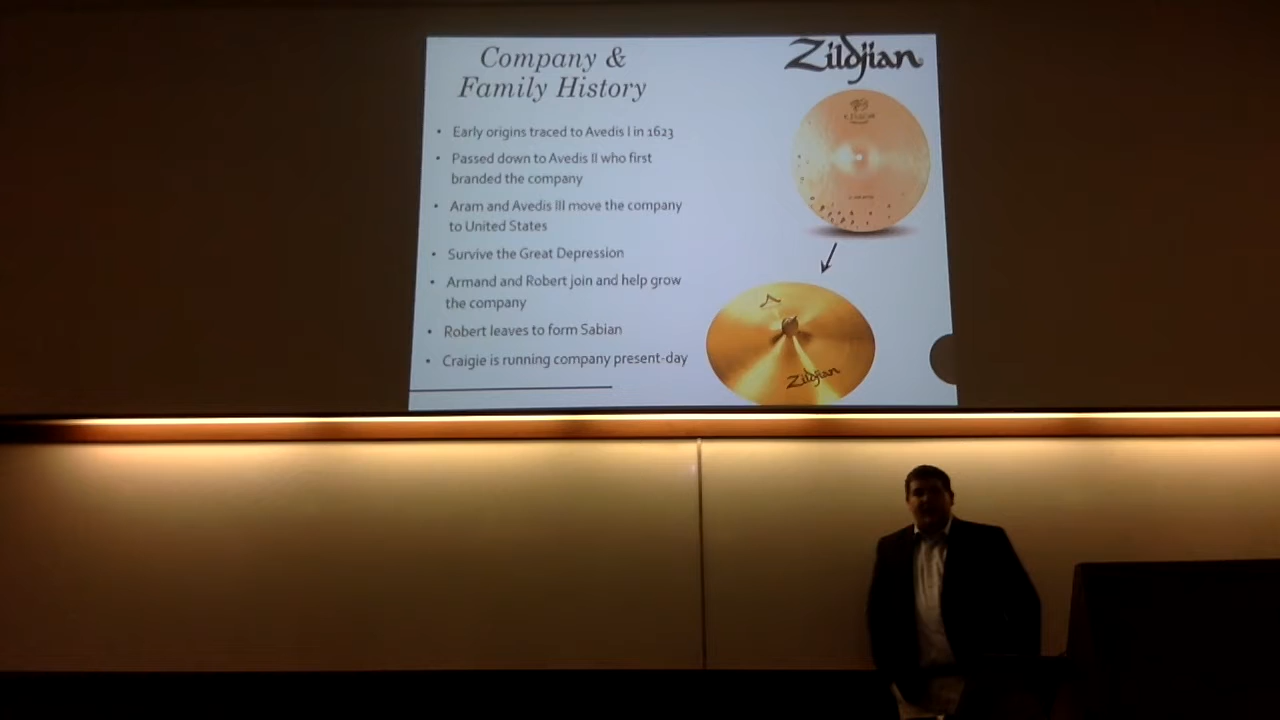 Company &
Family History
Zildjian
• Early origins traced to Avedis I in 1623
• Passed down to Avedis II who first
branded the company
• Aram and Avedis III move the company
to United States
• Survive the Great Depression
• Armand and Robert join and help grow
the company
• Robert leaves to form Sabian
• Craigie is running company present-day
Zildjian